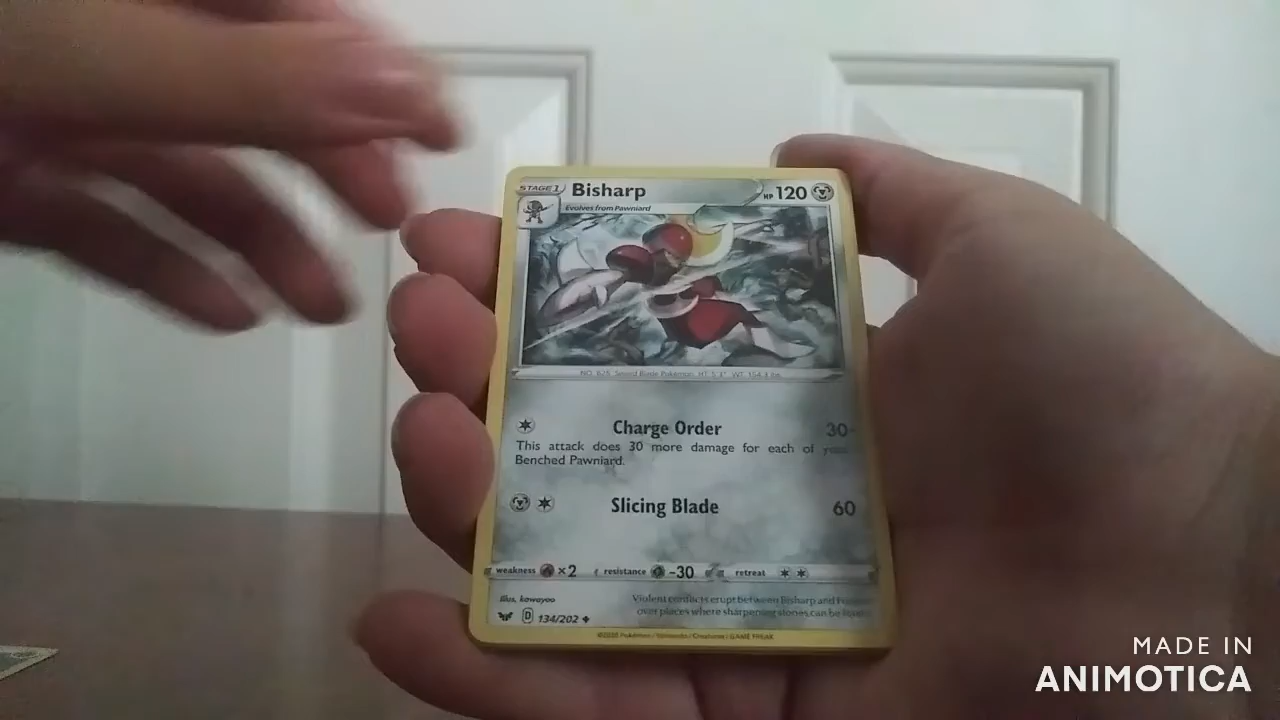 STAGE 1 Bisharp HP 120
Evolves from Pawniard
NO. 625 Sword Blade Pokémon HT: 5'3" WT: 154.3 lbs.
Charge Order 30
This attack does 30 more damage for each of your
Benched Pawniard.
Slicing Blade 60
weakness ×2 resistance -30 retreat
Illus. kawayoo
Violent conflicts erupt between Bisharp and
over places where sharpening stones can be
D 134/202
©2020 Pokémon / Nintendo / Creatures / GAME FREAK
MADE IN
ANIMOTICA